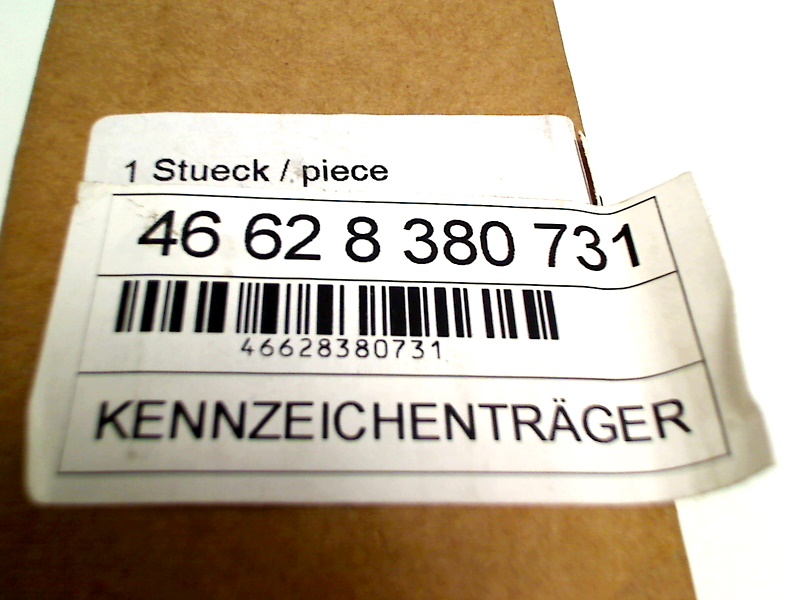 1 Stueck / piece
46 62 8 380 731
46628380731
KENNZEICHENTRÄGER